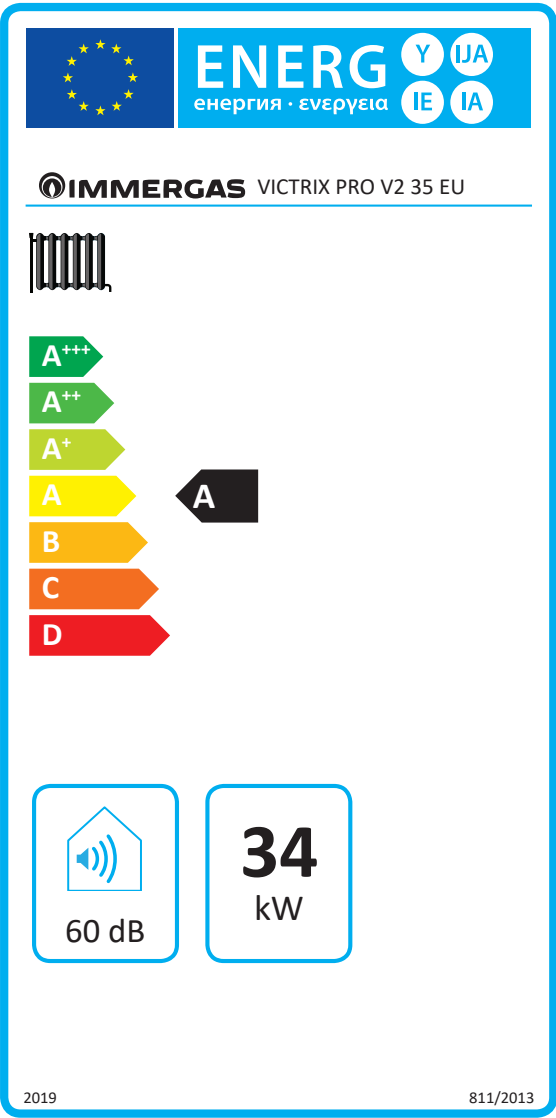 ENERG Y IJA
енергия · ενεργεια IE IA
IMMERGAS VICTRIX PRO V2 35 EU
A+++
A++
A+
A
A
B
C
D
34
kW
60 dB
2019 811/2013